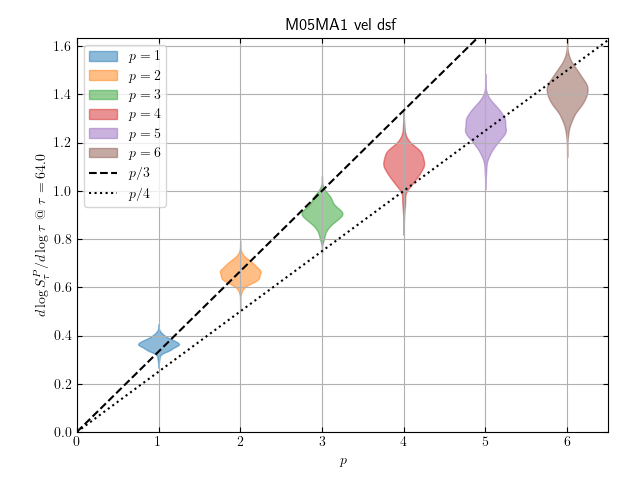 M05MA1 vel dsf
p = 1
p = 2
p = 3
p = 4
p = 5
p = 6
p/3
p/4
d log S_τ^P / d log τ @ τ = 64.0
1.6
1.4
1.2
1.0
0.8
0.6
0.4
0.2
0.0
0 1 2 3 4 5 6
p